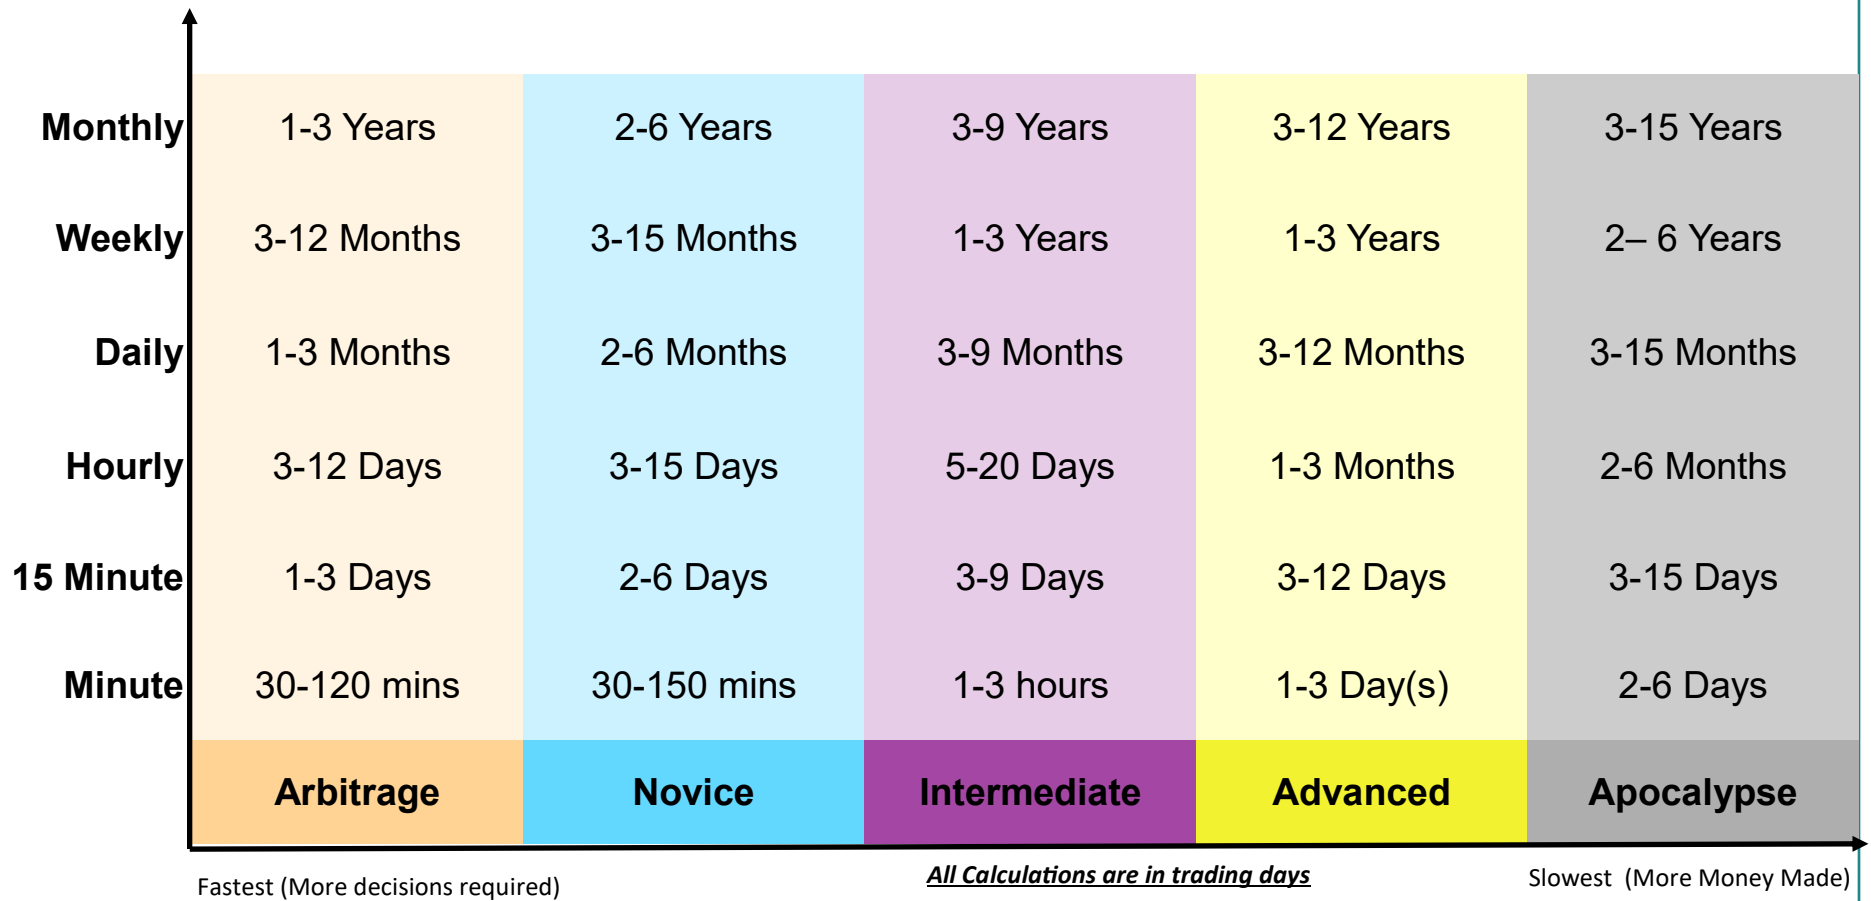 Monthly 1-3 Years 2-6 Years 3-9 Years 3-12 Years 3-15 Years
Weekly 3-12 Months 3-15 Months 1-3 Years 1-3 Years 2– 6 Years
Daily 1-3 Months 2-6 Months 3-9 Months 3-12 Months 3-15 Months
Hourly 3-12 Days 3-15 Days 5-20 Days 1-3 Months 2-6 Months
15 Minute 1-3 Days 2-6 Days 3-9 Days 3-12 Days 3-15 Days
Minute 30-120 mins 30-150 mins 1-3 hours 1-3 Day(s) 2-6 Days
Arbitrage Novice Intermediate Advanced Apocalypse
Fastest (More decisions required) All Calculations are in trading days Slowest (More Money Made)